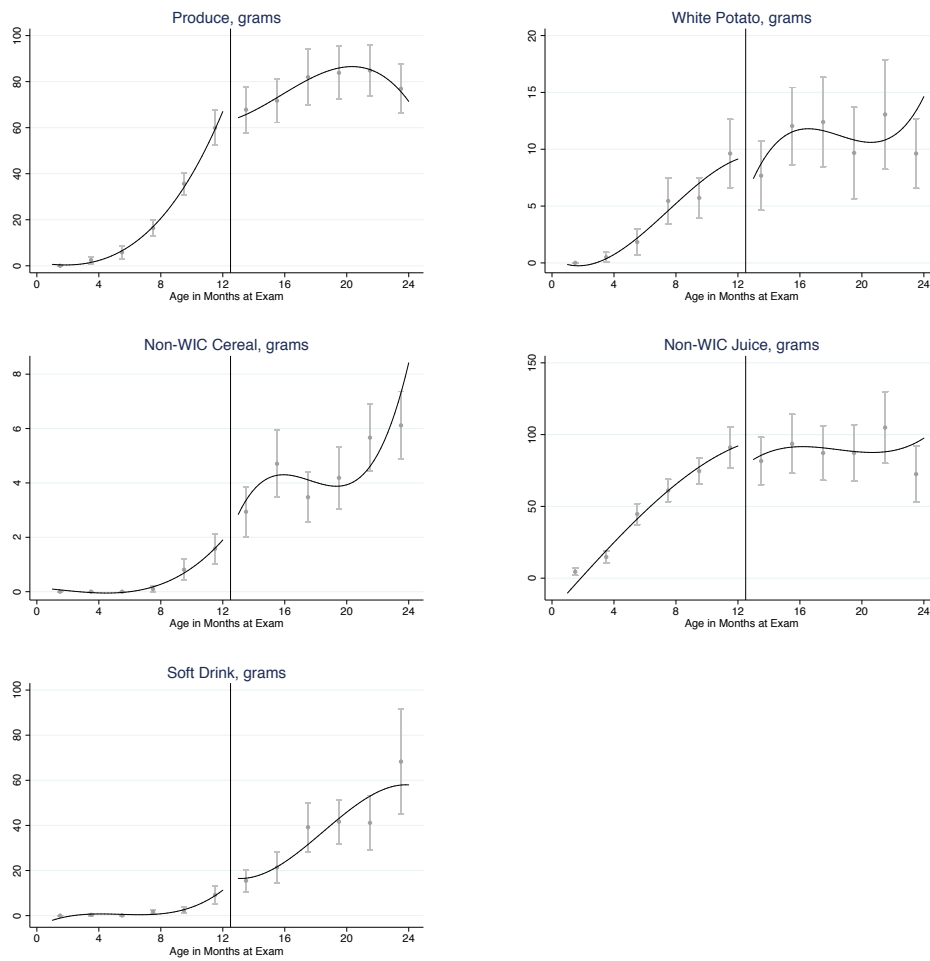 Produce, grams
100
80
60
40
20
0
0 4 8 12 16 20 24
Age in Months at Exam
White Potato, grams
20
15
10
5
0
0 4 8 12 16 20 24
Age in Months at Exam
Non-WIC Cereal, grams
8
6
4
2
0
0 4 8 12 16 20 24
Age in Months at Exam
Non-WIC Juice, grams
150
100
50
0
0 4 8 12 16 20 24
Age in Months at Exam
Soft Drink, grams
100
80
60
40
20
0
0 4 8 12 16 20 24
Age in Months at Exam